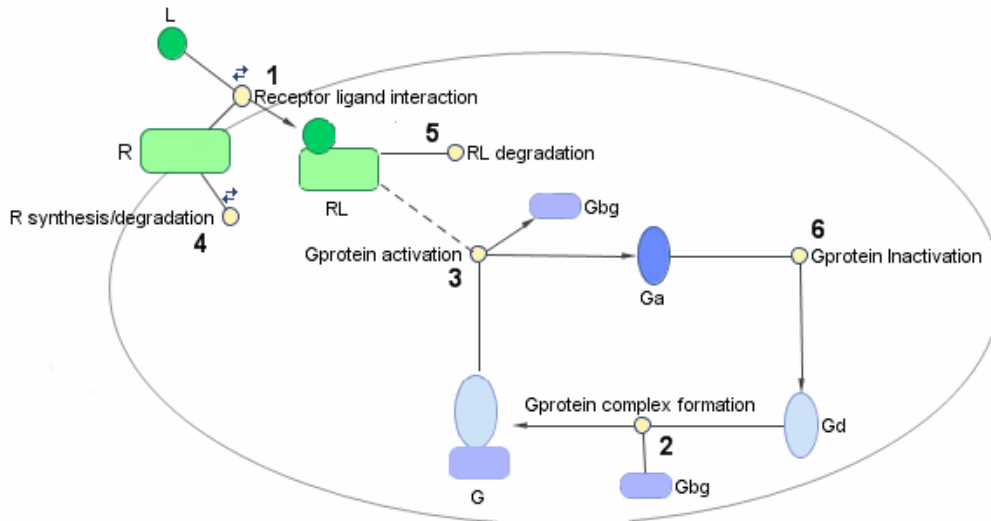 L
1
Receptor ligand interaction
R
5
RL degradation
RL
R synthesis/degradation
4
Gbg
Gprotein activation
3
Ga
6
Gprotein Inactivation
Gprotein complex formation
2
Gd
G
Gbg